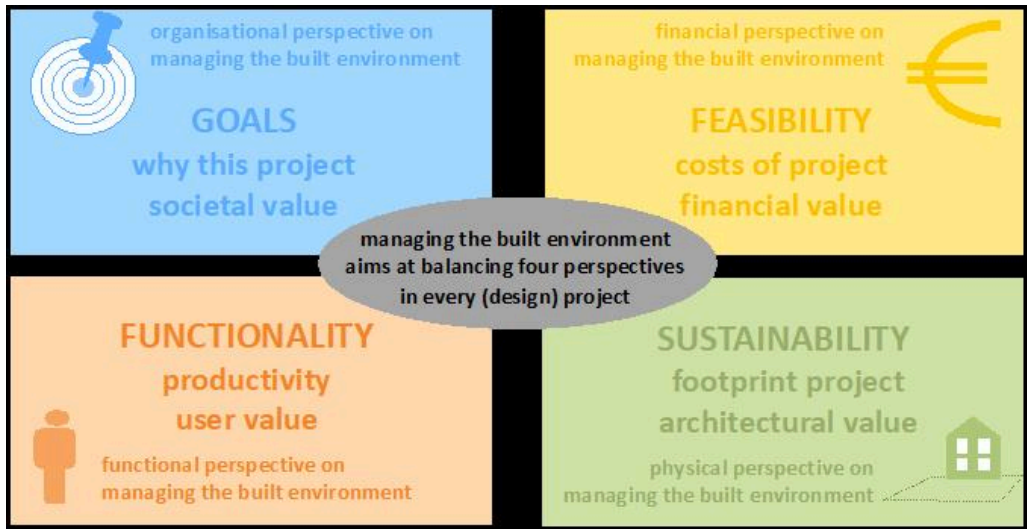 organisational perspective on
managing the built environment
GOALS
why this project
societal value
financial perspective on
managing the built environment
FEASIBILITY
costs of project
financial value
managing the built environment
aims at balancing four perspectives
in every (design) project
FUNCTIONALITY
productivity
user value
functional perspective on
managing the built environment
SUSTAINABILITY
footprint project
architectural value
physical perspective on
managing the built environment